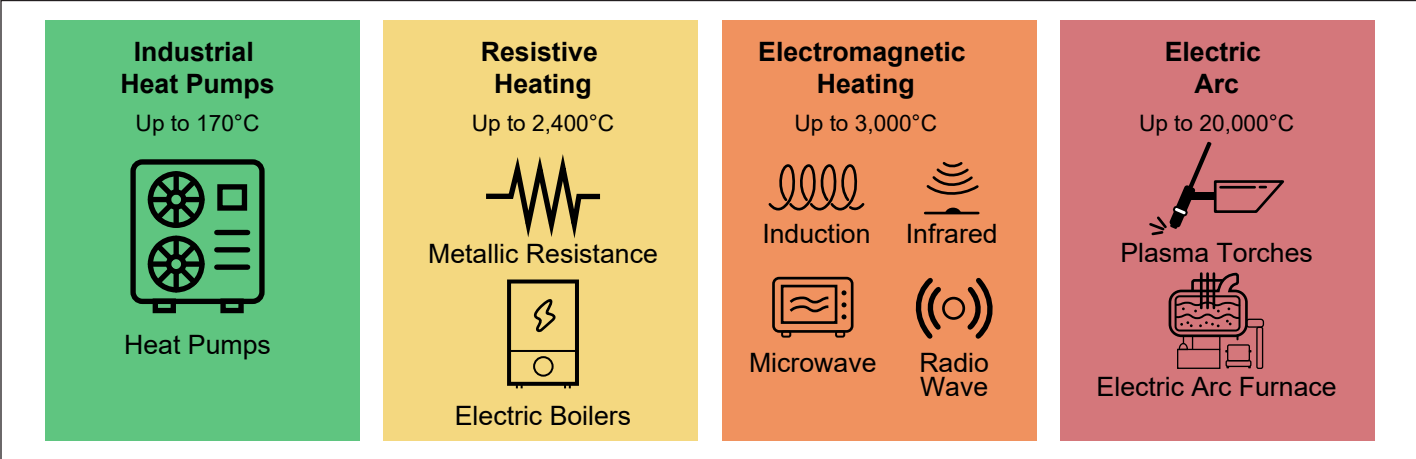 Industrial
Heat Pumps
Up to 170°C
Heat Pumps
Resistive
Heating
Up to 2,400°C
Metallic Resistance
Electric Boilers
Electromagnetic
Heating
Up to 3,000°C
Induction
Infrared
Microwave
Radio
Wave
Electric
Arc
Up to 20,000°C
Plasma Torches
Electric Arc Furnace